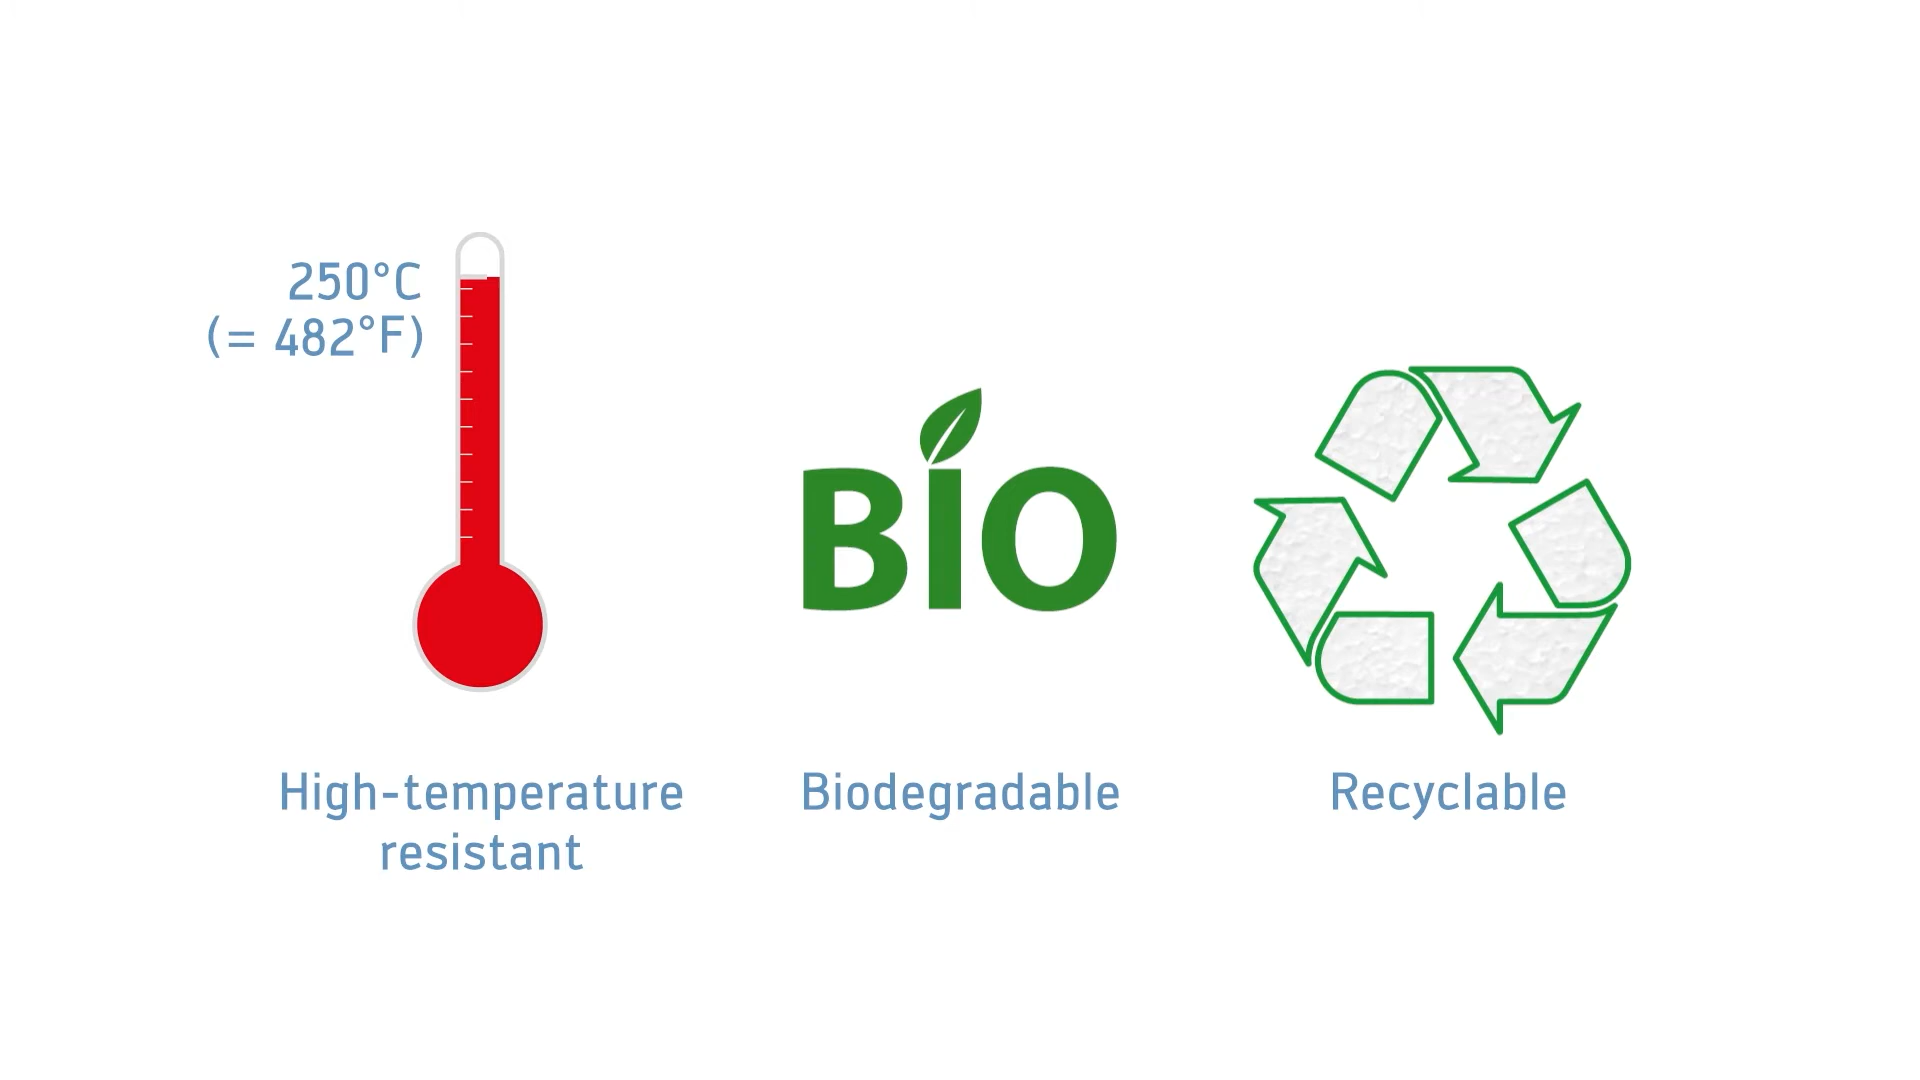 250°C
(= 482°F)
BIO
High-temperature
resistant
Biodegradable
Recyclable